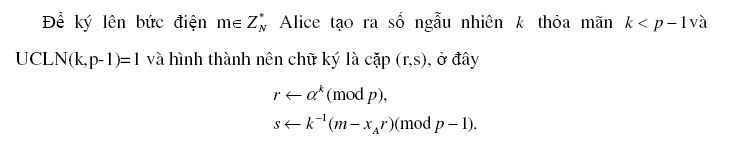 Để ký lên bức điện m∈ Z*_N Alice tạo ra số ngẫu nhiên k thỏa mãn k < p − 1 và
UCLN(k,p-1)=1 và hình thành nên chữ ký là cặp (r,s), ở đây
r ← α^k (mod p),
s ← k^{-1}(m − x_A r)(mod p − 1).